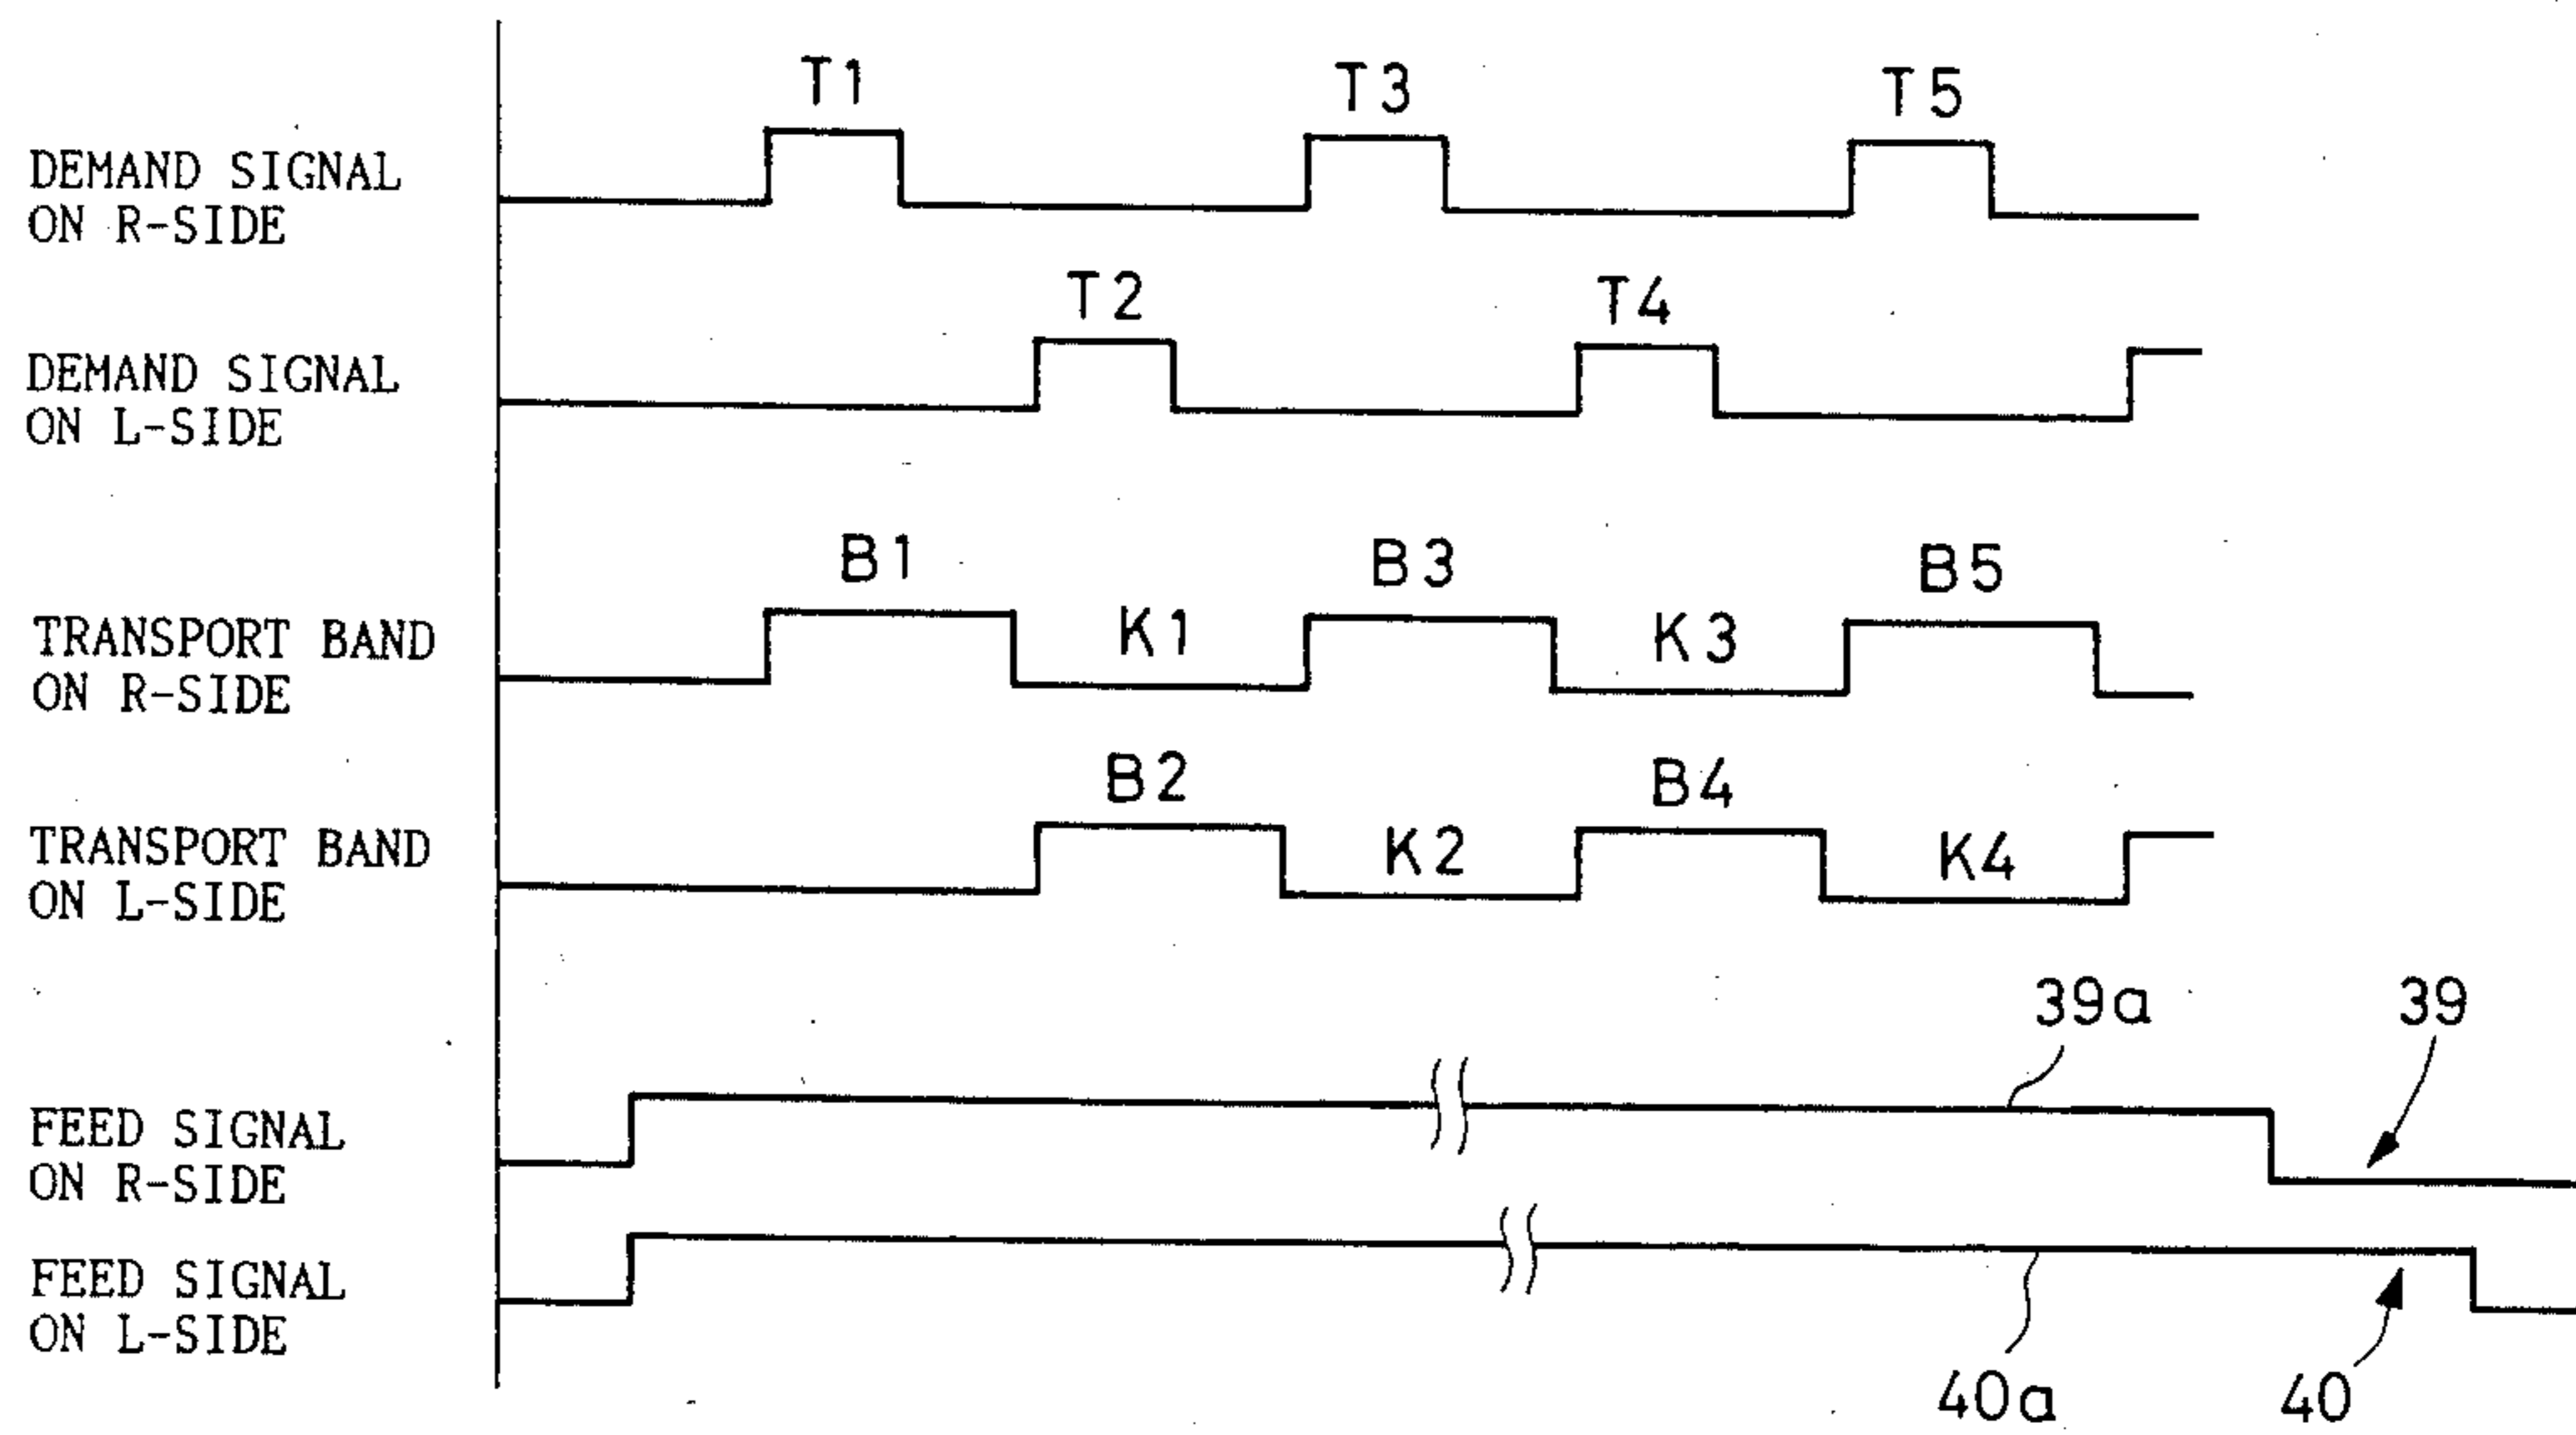 T1 T3 T5
DEMAND SIGNAL
ON R-SIDE
T2 T4
DEMAND SIGNAL
ON L-SIDE
B1 B3 B5
K1 K3
TRANSPORT BAND
ON R-SIDE
B2 B4
K2 K4
TRANSPORT BAND
ON L-SIDE
39a 39
FEED SIGNAL
ON R-SIDE
FEED SIGNAL
ON L-SIDE
40a 40